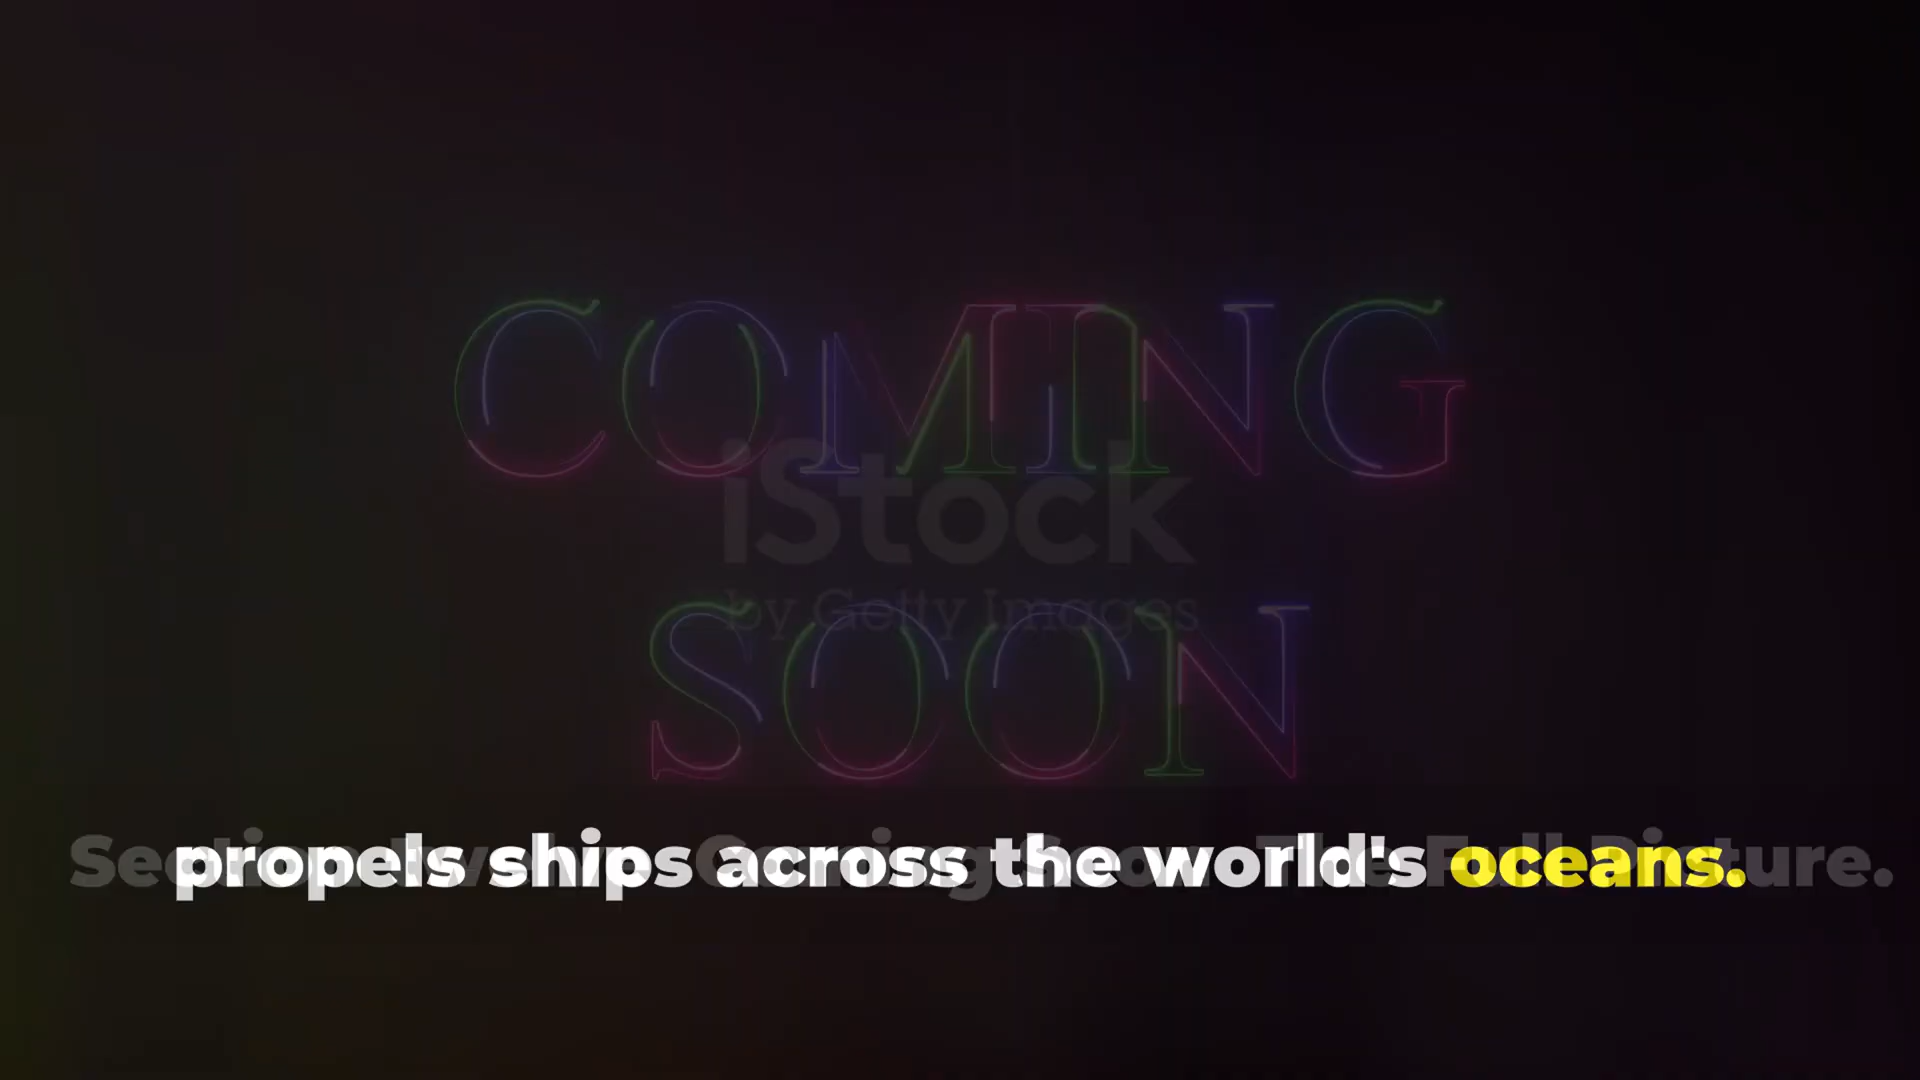 COMING
iStock
by Getty Images
SOON
propels ships across the world's oceans.